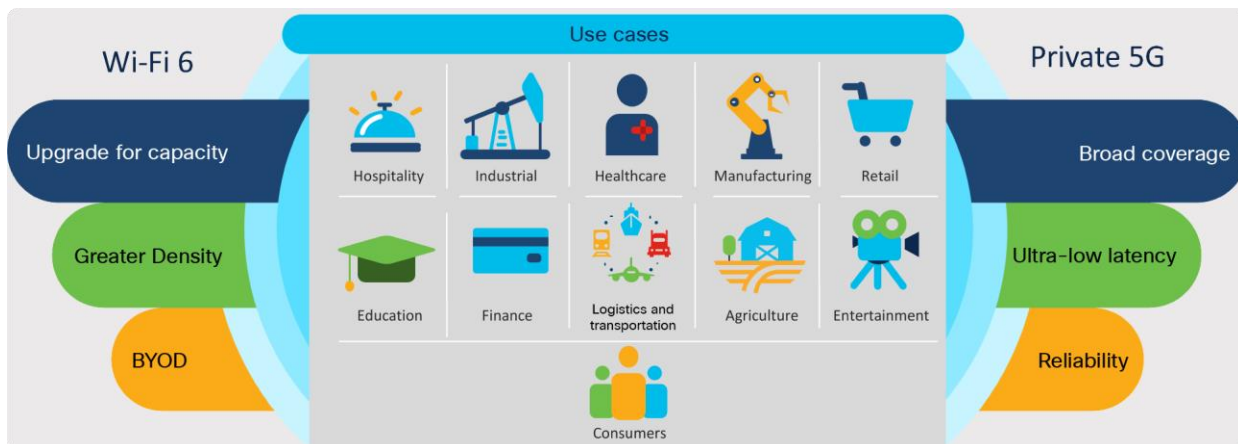 Use cases
Wi-Fi 6
Upgrade for capacity
Greater Density
BYOD
Hospitality
Industrial
Healthcare
Manufacturing
Retail
Education
Finance
Logistics and
transportation
Agriculture
Entertainment
Consumers
Private 5G
Broad coverage
Ultra-low latency
Reliability